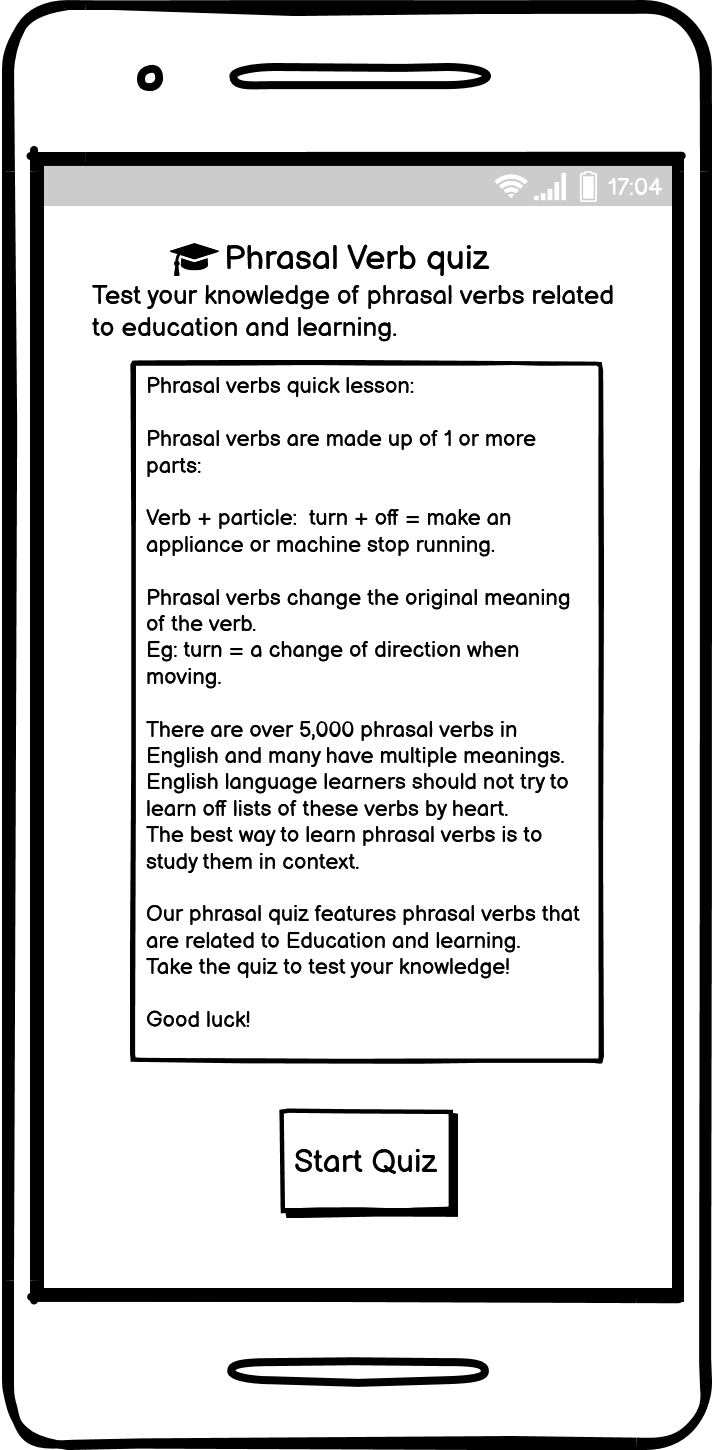 17:04
Phrasal Verb quiz
Test your knowledge of phrasal verbs related
to education and learning.
Phrasal verbs quick lesson:
Phrasal verbs are made up of 1 or more
parts:
Verb + particle:  turn + off = make an
appliance or machine stop running.
Phrasal verbs change the original meaning
of the verb.
Eg: turn = a change of direction when
moving.
There are over 5,000 phrasal verbs in
English and many have multiple meanings.
English language learners should not try to
learn off lists of these verbs by heart.
The best way to learn phrasal verbs is to
study them in context.
Our phrasal quiz features phrasal verbs that
are related to Education and learning.
Take the quiz to test your knowledge!
Good luck!
Start Quiz